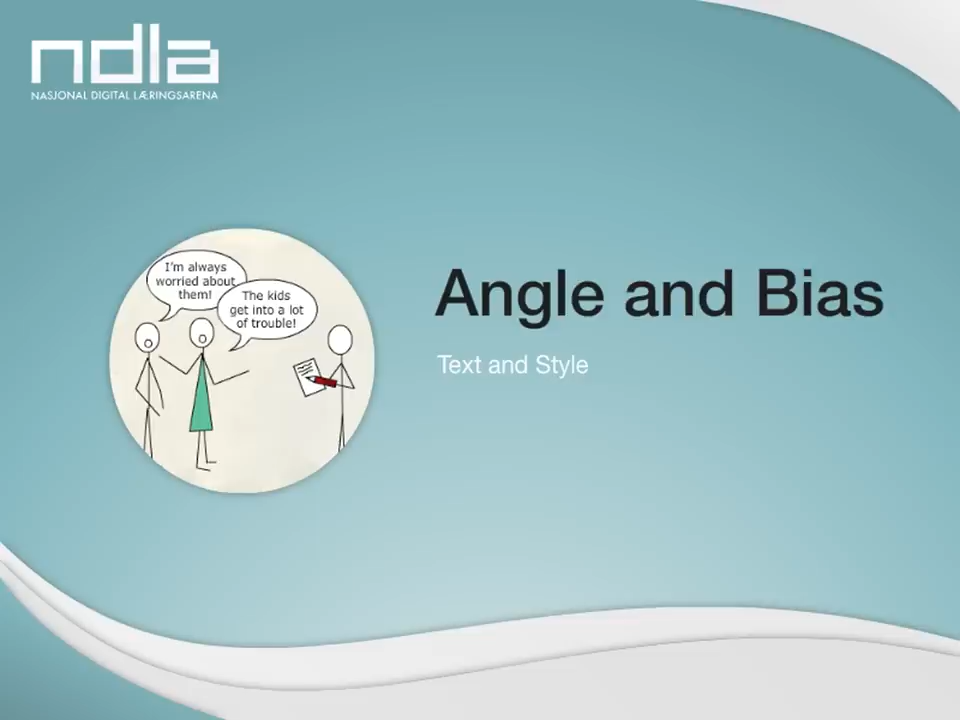 ndla
NASJONAL DIGITAL LÆRINGSARENA
I'm always
worried about
them!
The kids
get into a lot
of trouble!
Angle and Bias
Text and Style